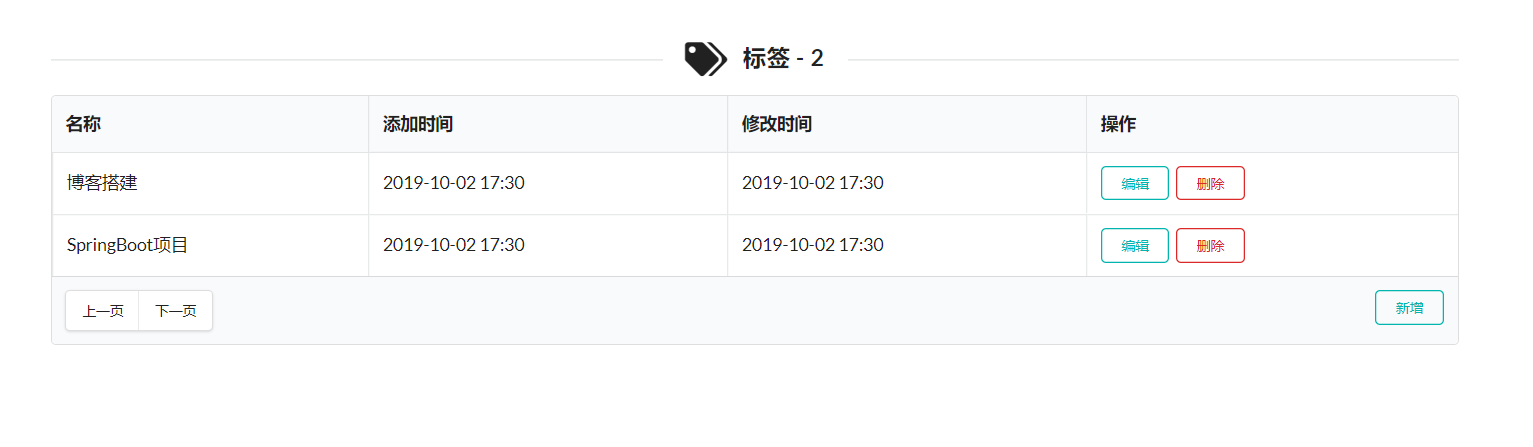 标签 - 2
名称 添加时间 修改时间 操作
博客搭建 2019-10-02 17:30 2019-10-02 17:30 编辑 删除
SpringBoot项目 2019-10-02 17:30 2019-10-02 17:30 编辑 删除
上一页 下一页 新增